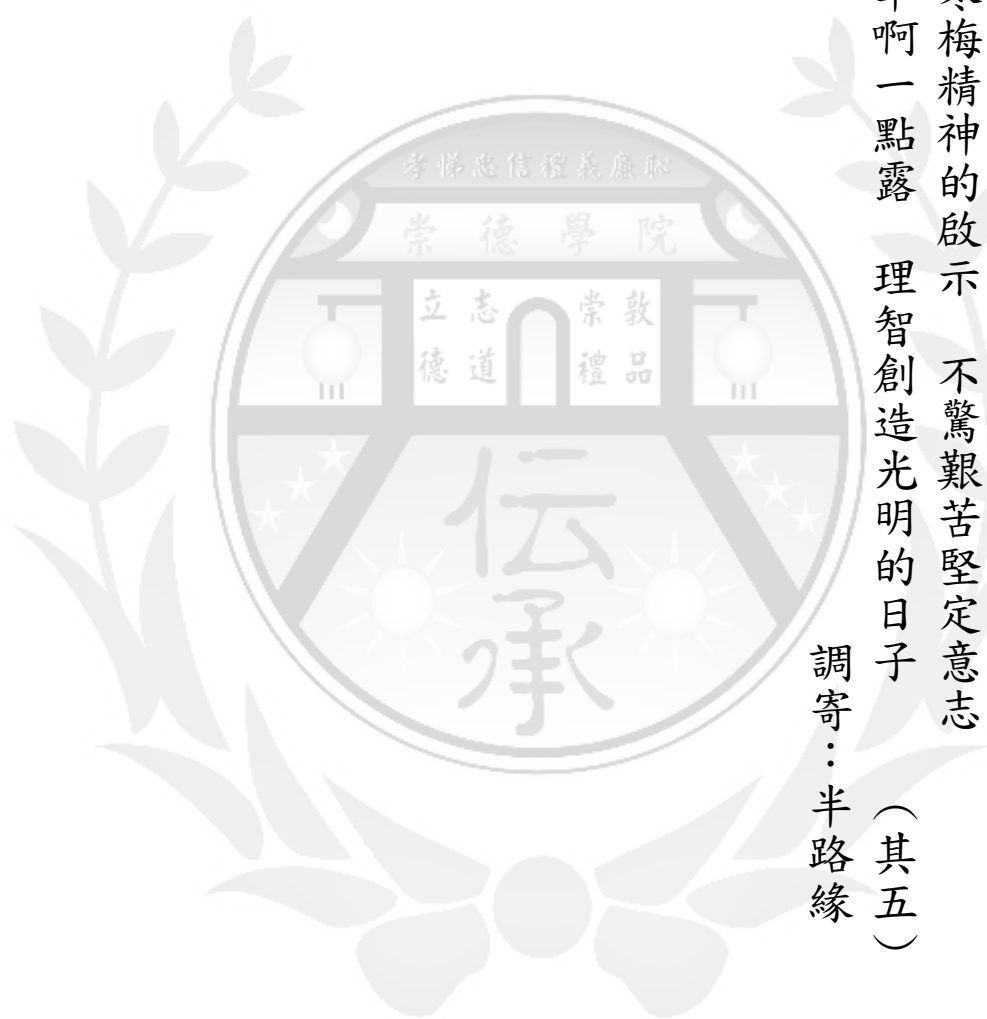 梅精神的啟示　不驚艱苦堅定意志
啊一點露　理智創造光明的日子　（其五）
調寄：半路緣
孝悌忠信禮義廉恥
崇德學院
立志
德道
崇敦
禮品
伝承